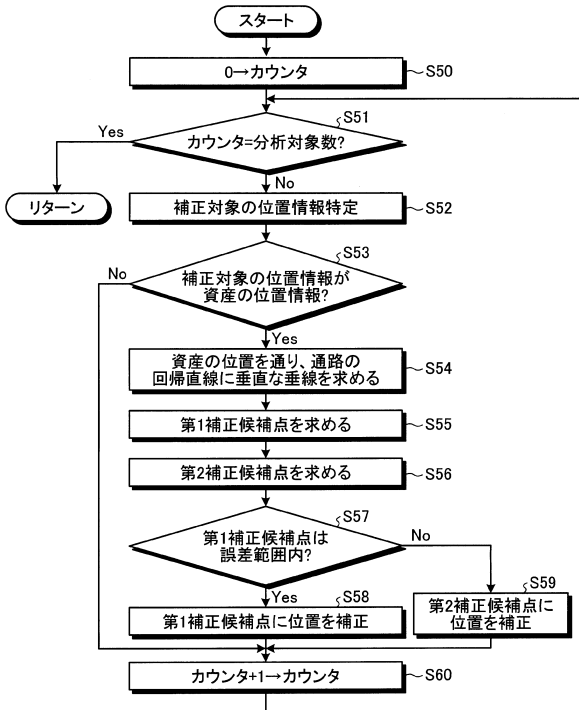 スタート
0→カウンタ
S50
S51
カウンタ=分析対象数?
Yes
No
リターン
補正対象の位置情報特定
S52
S53
補正対象の位置情報が
資産の位置情報?
No
Yes
資産の位置を通り、通路の
回帰直線に垂直な垂線を求める
S54
第1補正候補点を求める
S55
第2補正候補点を求める
S56
S57
第1補正候補点は
誤差範囲内?
No
Yes
S58
第1補正候補点に位置を補正
S59
第2補正候補点に
位置を補正
カウンタ+1→カウンタ
S60